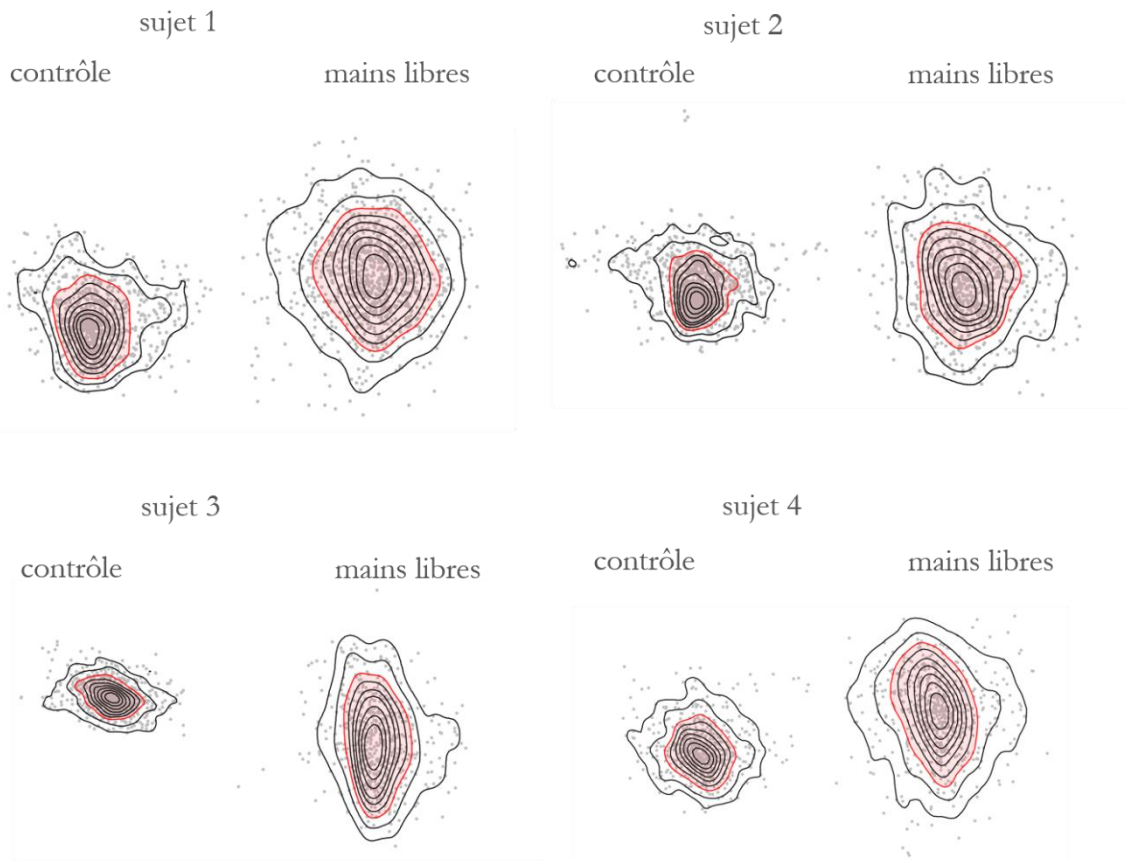 sujet 1
contrôle
mains libres
sujet 2
contrôle
mains libres
sujet 3
contrôle
mains libres
sujet 4
contrôle
mains libres